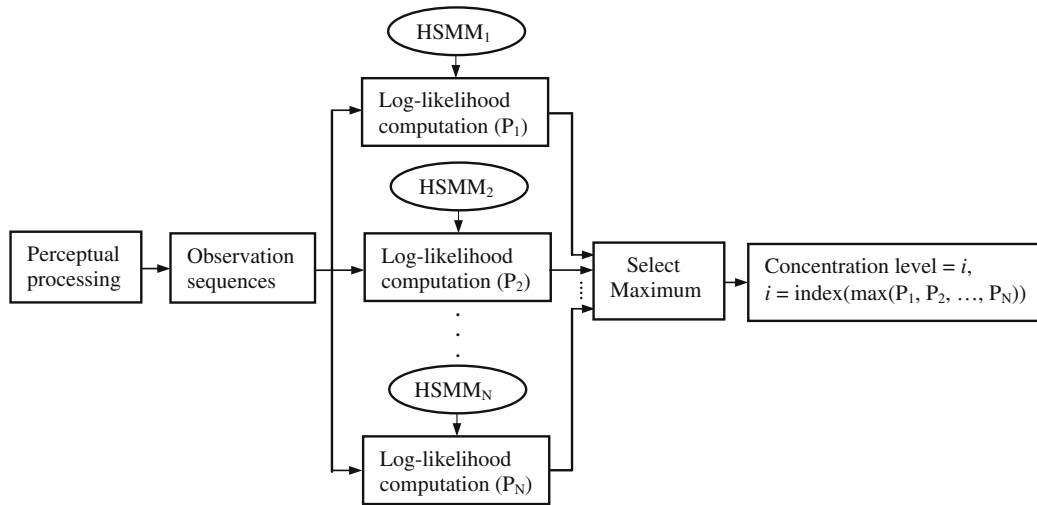 HSMM₁
Log-likelihood
computation (P₁)
HSMM₂
Perceptual
processing
Observation
sequences
Log-likelihood
computation (P₂)
Select
Maximum
Concentration level = i,
i = index(max(P₁, P₂, …, P_N))
HSMM_N
Log-likelihood
computation (P_N)